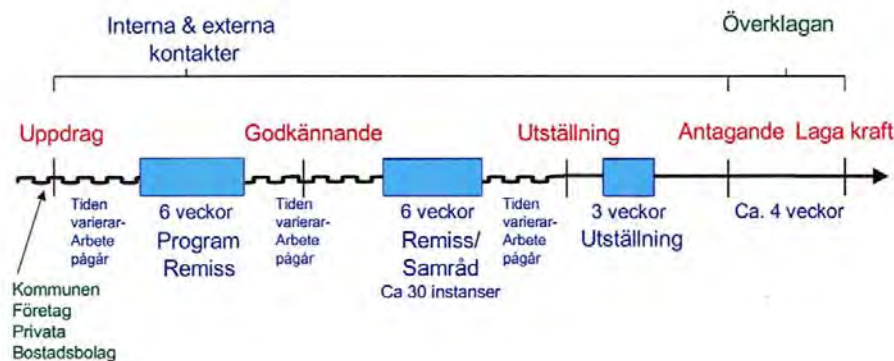 Interna & externa
kontakter
Överklagan
Uppdrag
Godkännande
Utställning
Antagande
Laga kraft
Tiden
varierar-
Arbete
pågår
6 veckor
Program
Remiss
Tiden
varierar-
Arbete
pågår
6 veckor
Remiss/
Samråd
Ca 30 instanser
Tiden
varierar-
Arbete
pågår
3 veckor
Utställning
Ca. 4 veckor
Kommunen
Företag
Privata
Bostadsbolag